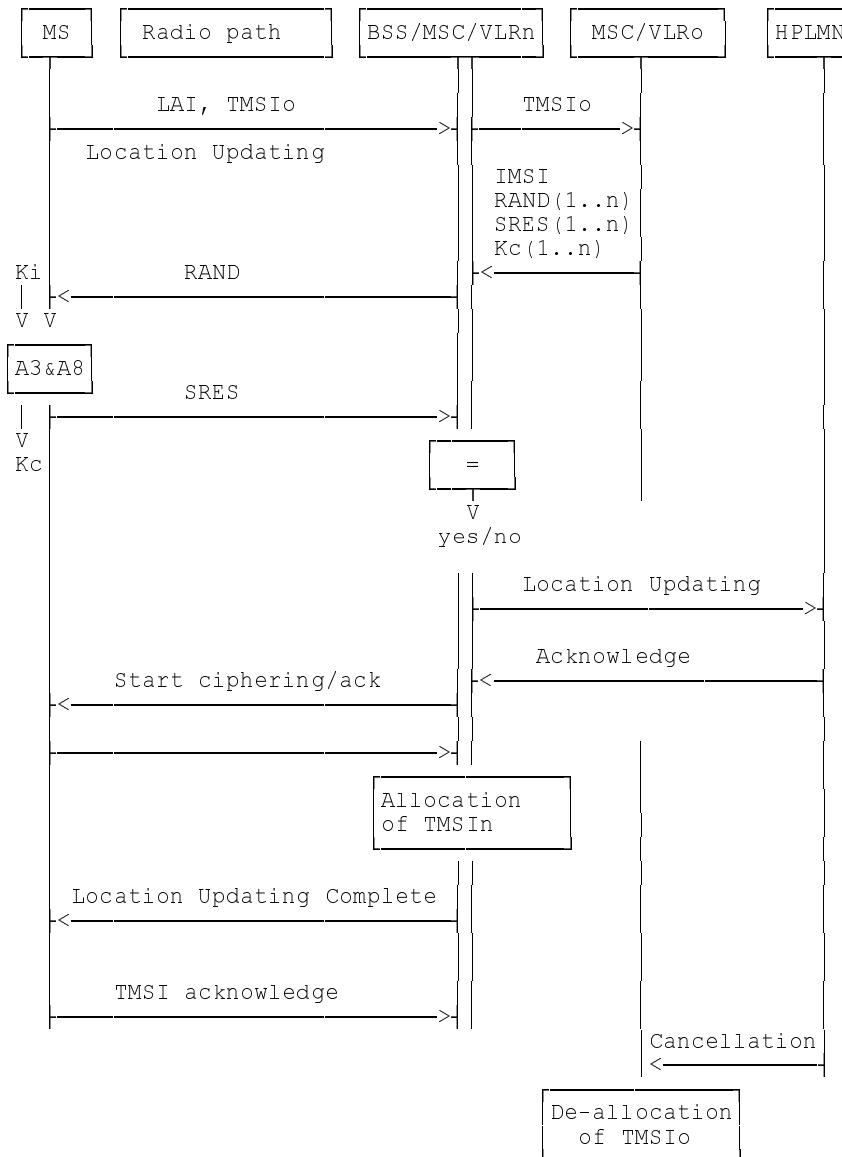 MS Radio path BSS/MSC/VLRn MSC/VLRo HPLMN
LAI, TMSIo TMSIo
Location Updating
IMSI
RAND(1..n)
SRES(1..n)
Kc(1..n)
Ki RAND
V V
A3&A8
SRES
V
Kc =
V
yes/no
Location Updating
Acknowledge
Start ciphering/ack
Allocation
of TMSIn
Location Updating Complete
TMSI acknowledge
Cancellation
De-allocation
of TMSIo